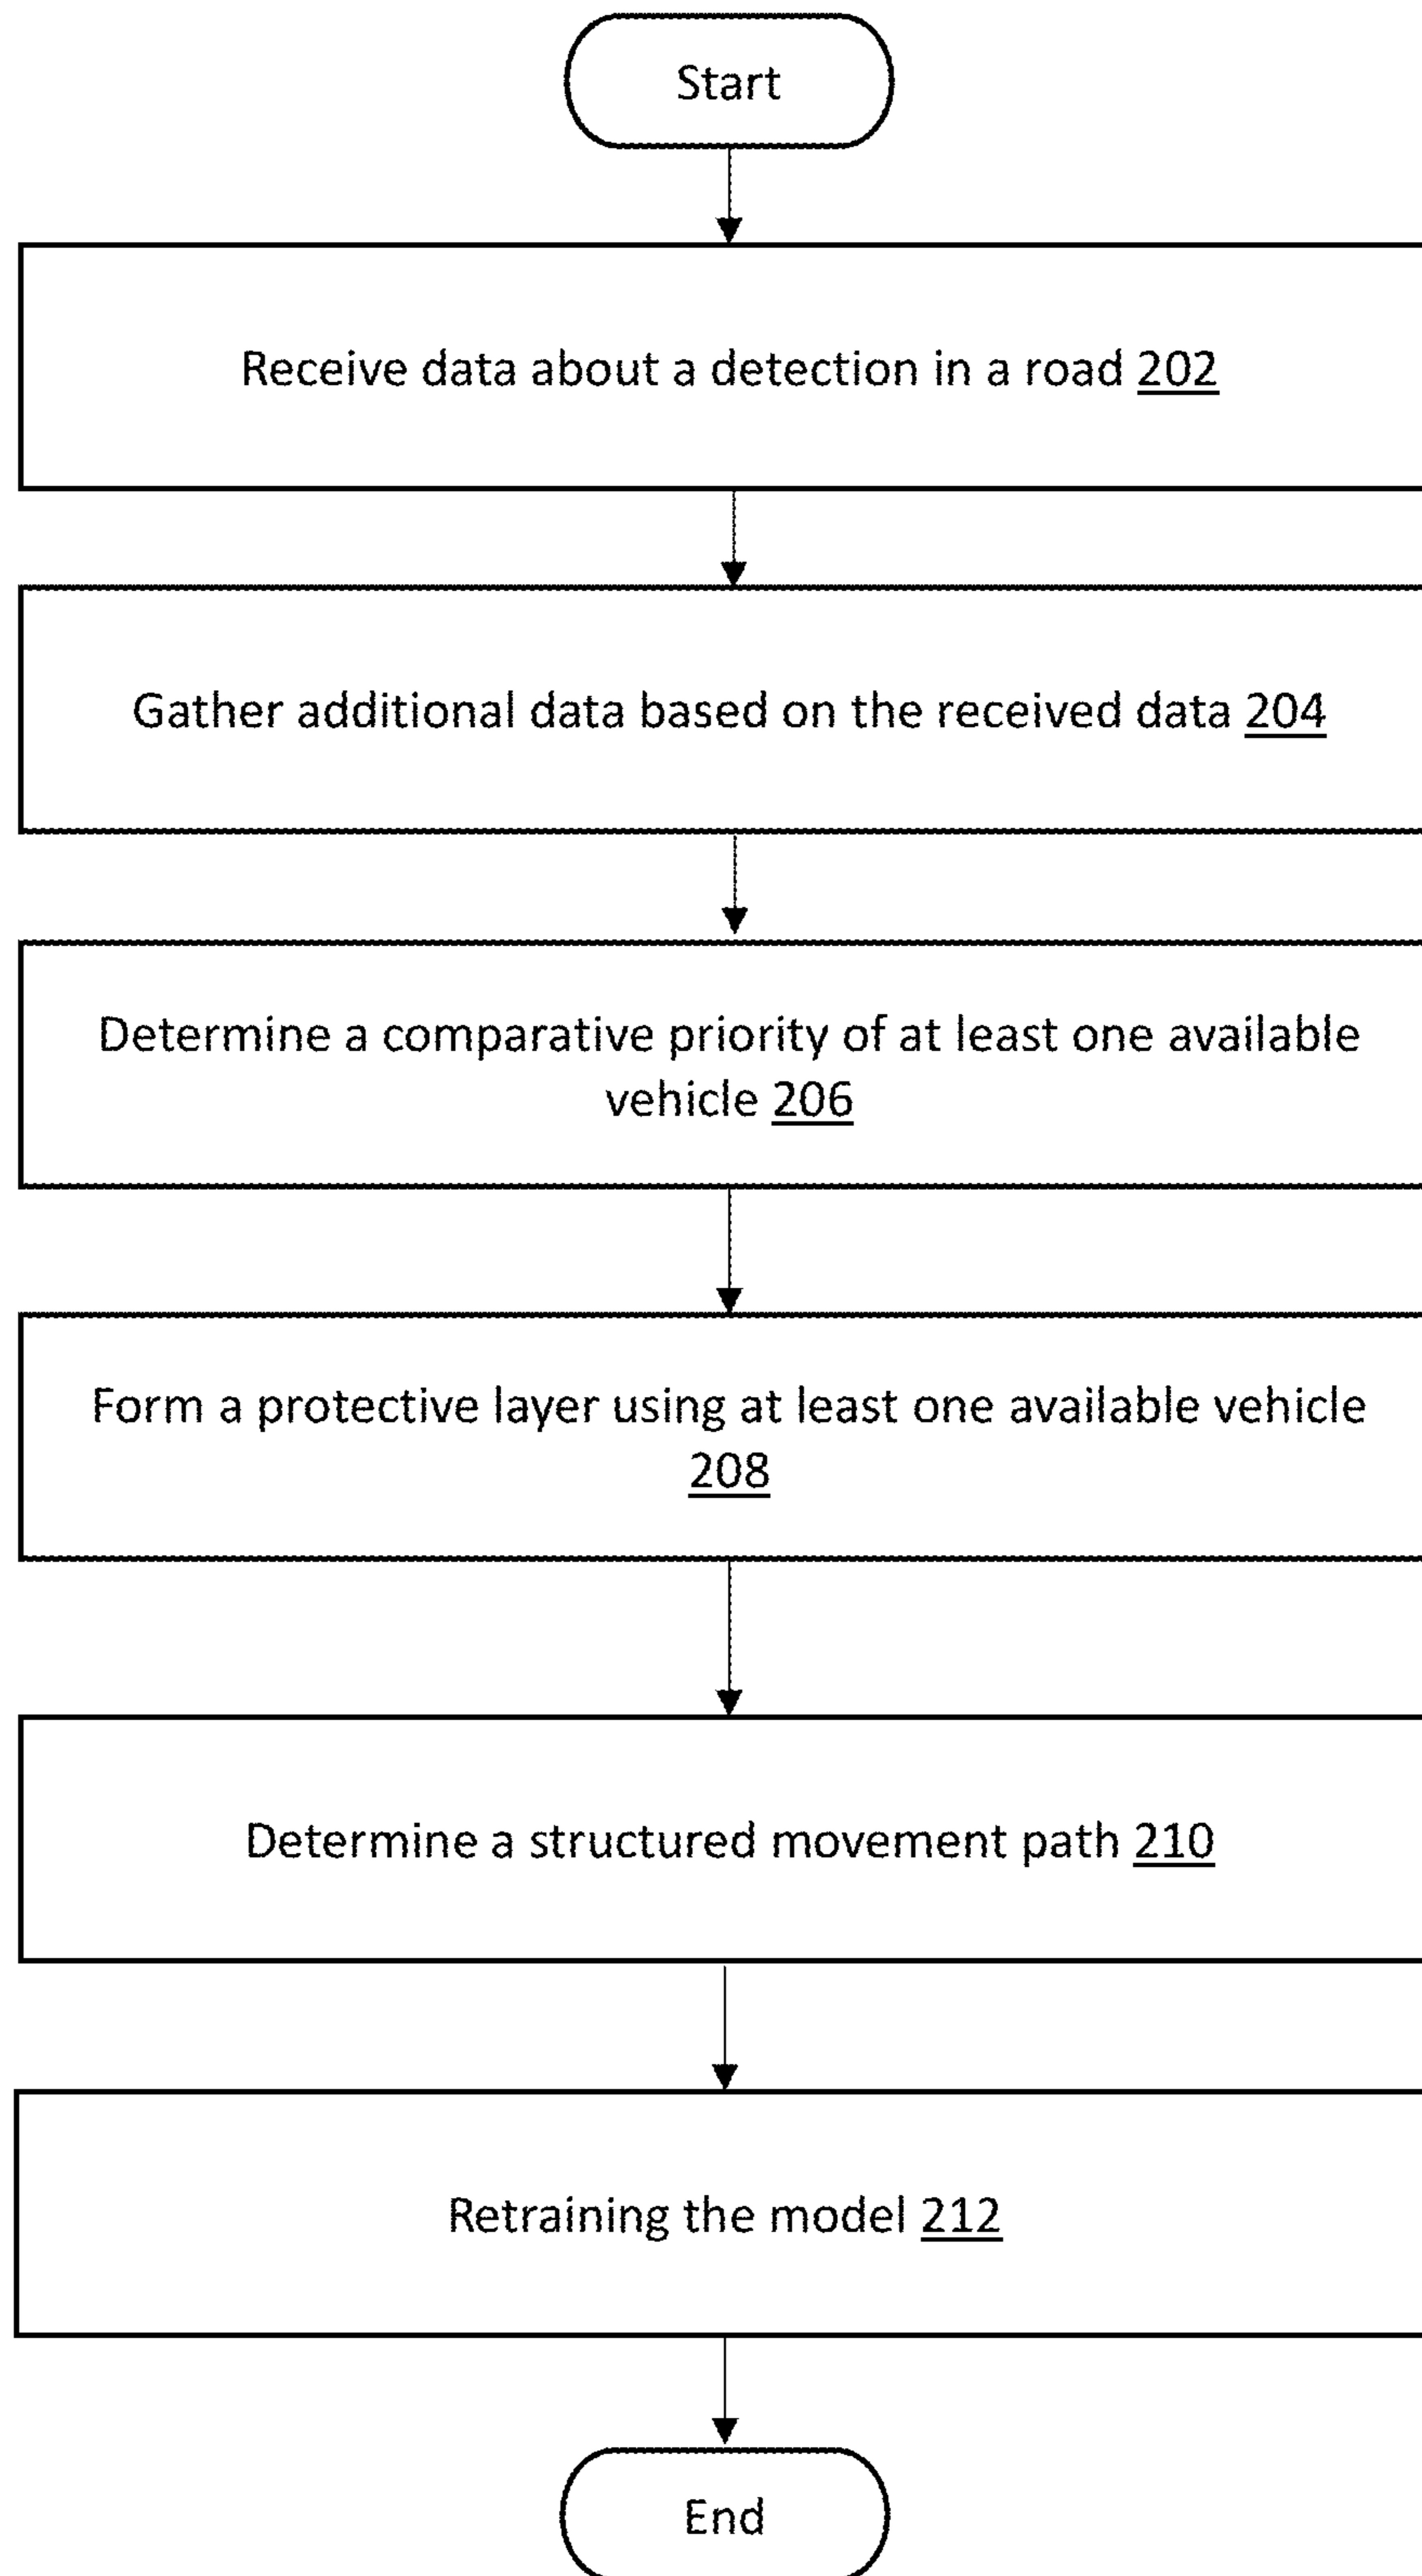 Start
Receive data about a detection in a road 202
Gather additional data based on the received data 204
Determine a comparative priority of at least one available
vehicle 206
Form a protective layer using at least one available vehicle
208
Determine a structured movement path 210
Retraining the model 212
End